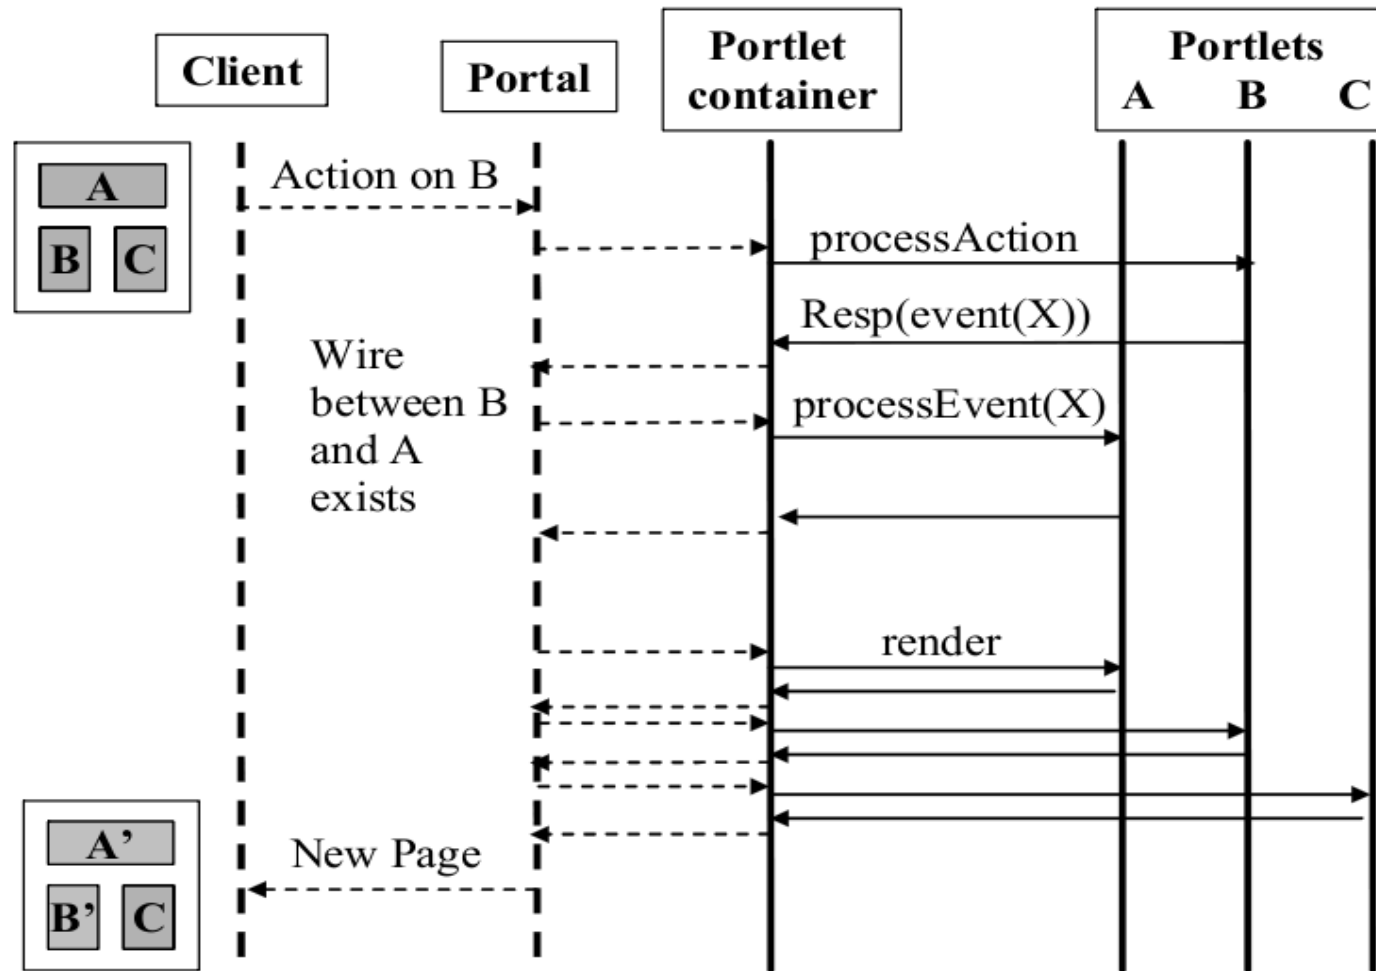 Client
Portal
Portlet
container
Portlets
A B C
A
B C
Action on B
processAction
Resp(event(X))
Wire
between B
and A
exists
processEvent(X)
render
A’
B’ C
New Page